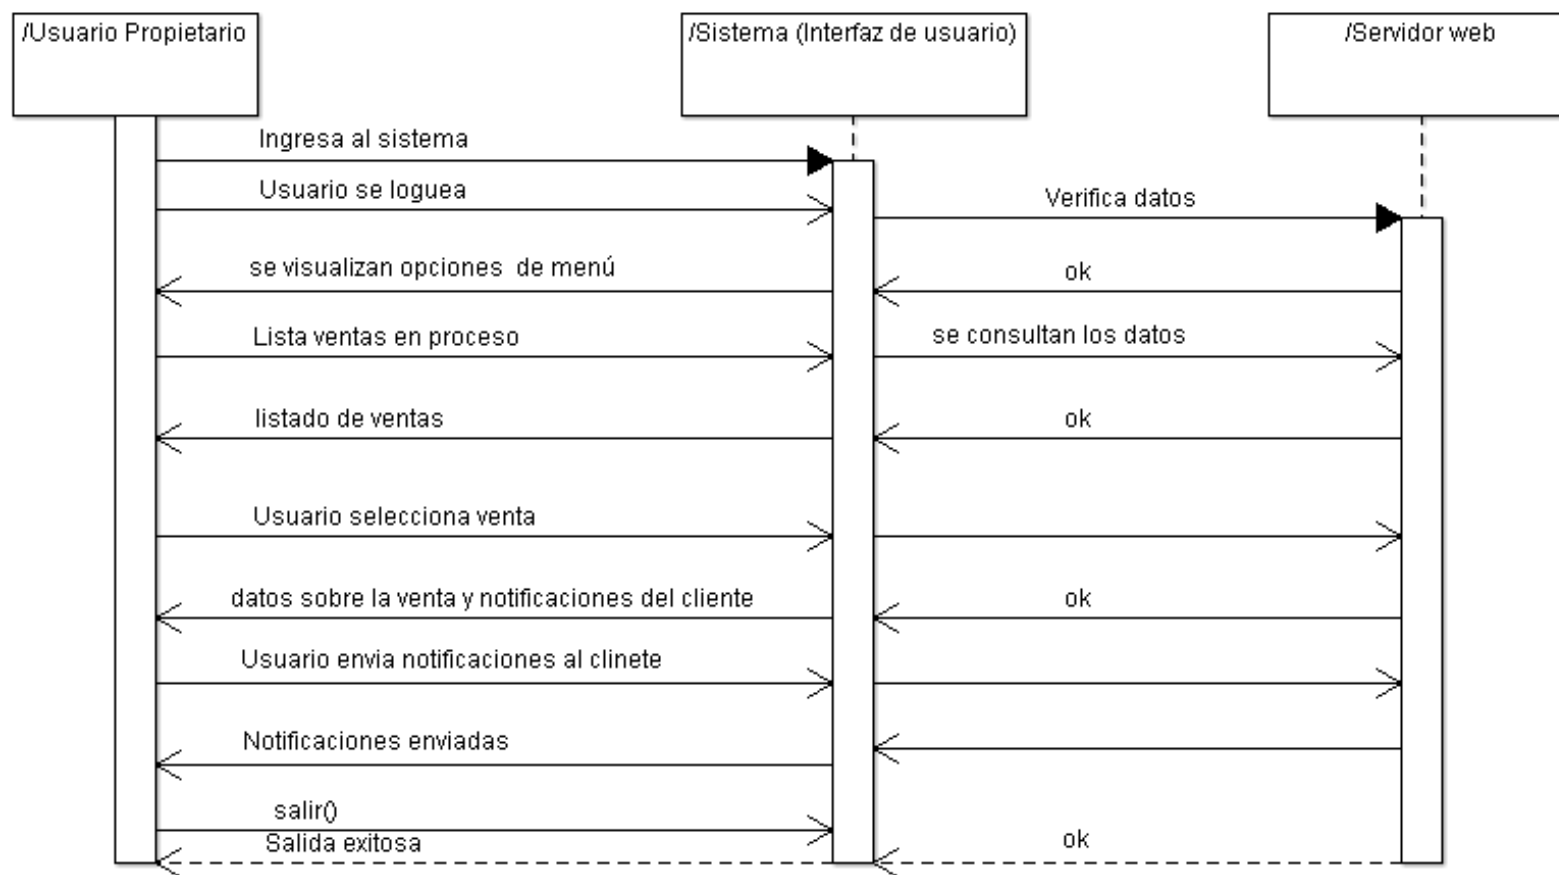 /Usuario Propietario
/Sistema (Interfaz de usuario)
/Servidor web
Ingresa al sistema
Usuario se loguea
Verifica datos
se visualizan opciones  de menú
ok
Lista ventas en proceso
se consultan los datos
listado de ventas
ok
Usuario selecciona venta
datos sobre la venta y notificaciones del cliente
ok
Usuario envia notificaciones al clinete
Notificaciones enviadas
salir()
Salida exitosa
ok